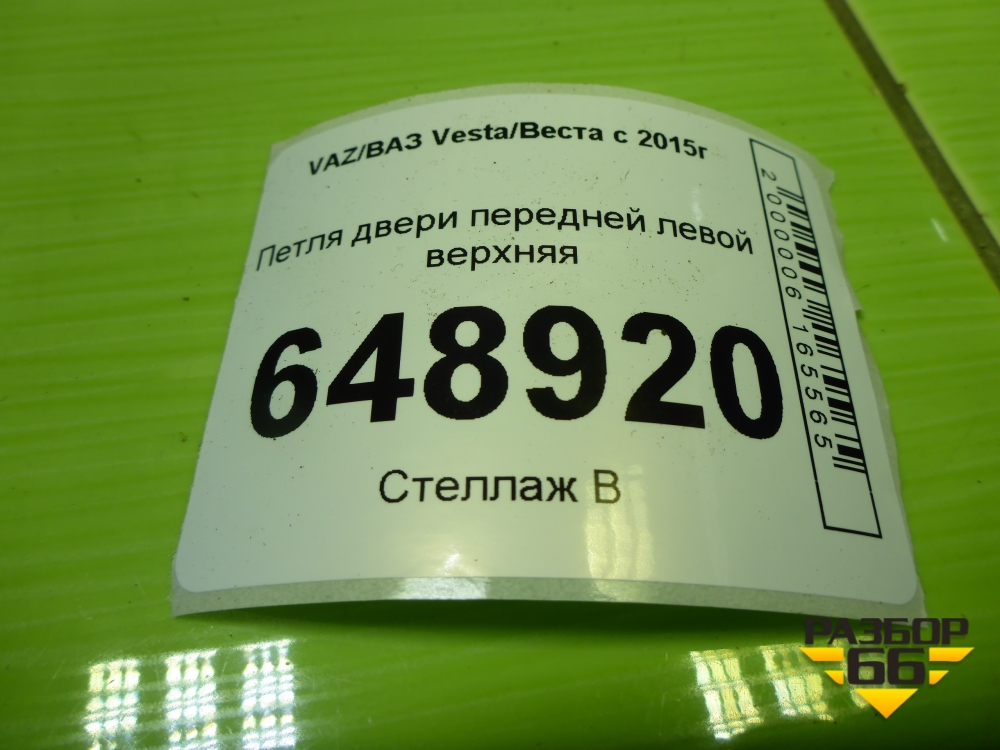 VAZ/ВАЗ Vesta/Веста с 2015г
Петля двери передней левой
верхняя
648920
Стеллаж В
2000006165565
РАЗБОР
66